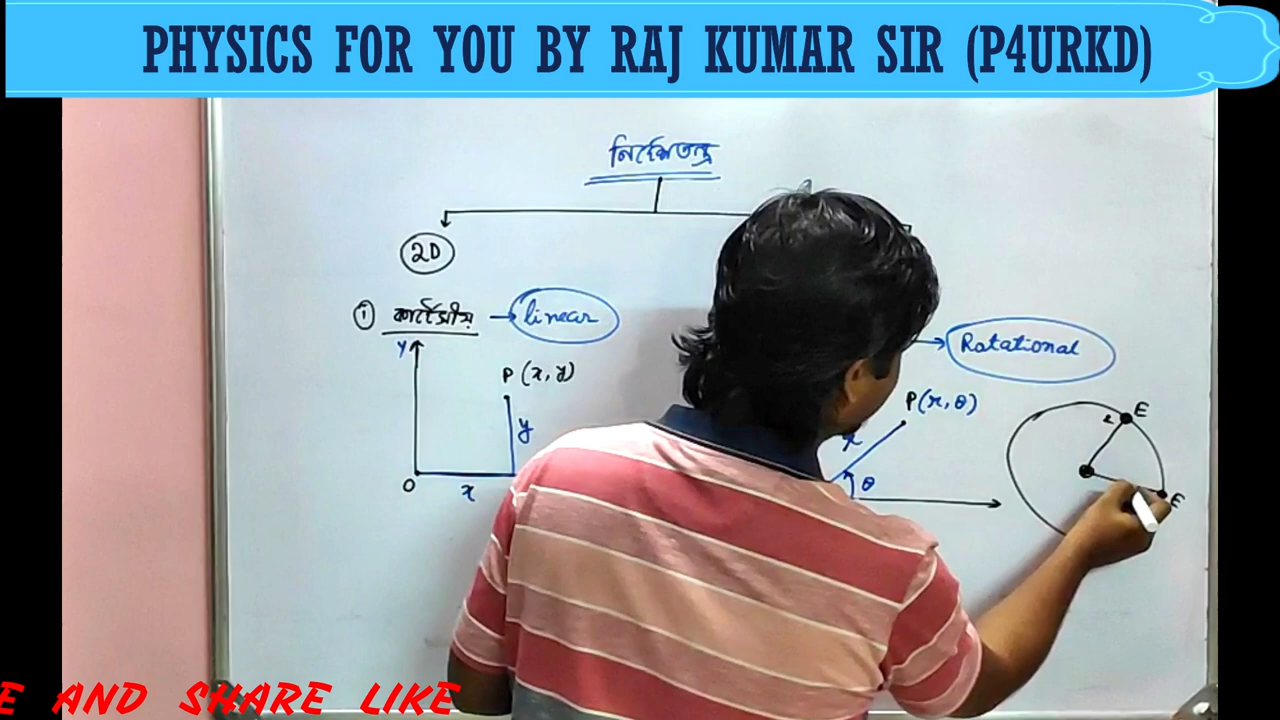 PHYSICS FOR YOU BY RAJ KUMAR SIR (P4URKD)
নির্দেশতন্ত্র
2D
① কার্তেসীয় → linear
→ Rotational
Y
P (x, y)
y
O
x
P(r, θ)
r
θ
E
r
E
E AND SHARE LIKE